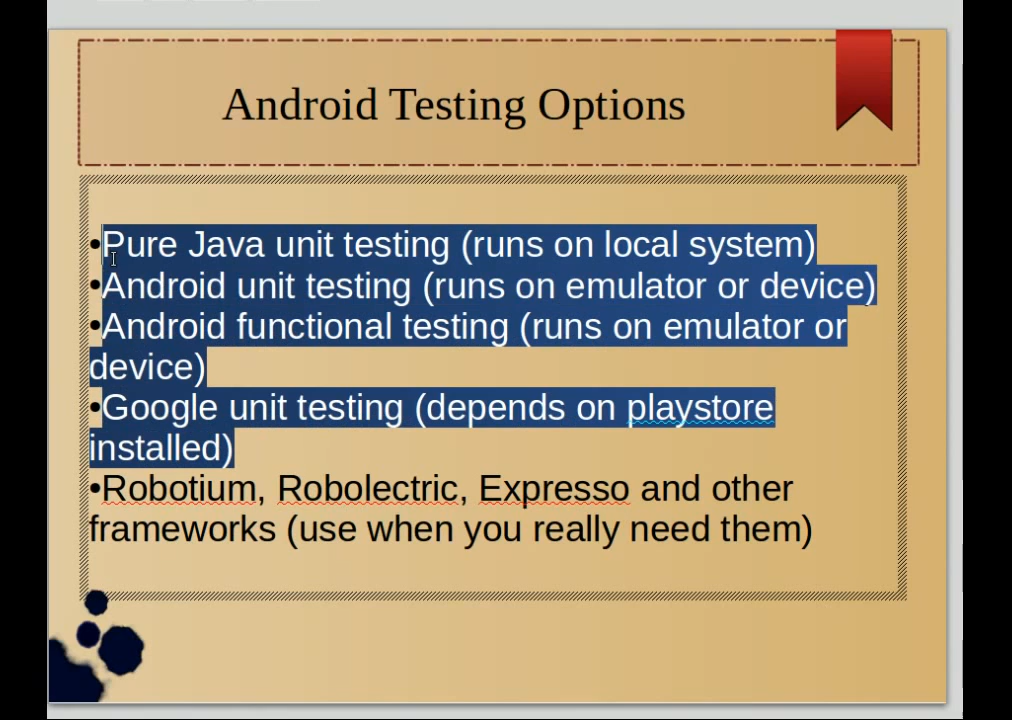 Android Testing Options
•Pure Java unit testing (runs on local system)
•Android unit testing (runs on emulator or device)
•Android functional testing (runs on emulator or
device)
•Google unit testing (depends on playstore
installed)
•Robotium, Robolectric, Expresso and other
frameworks (use when you really need them)